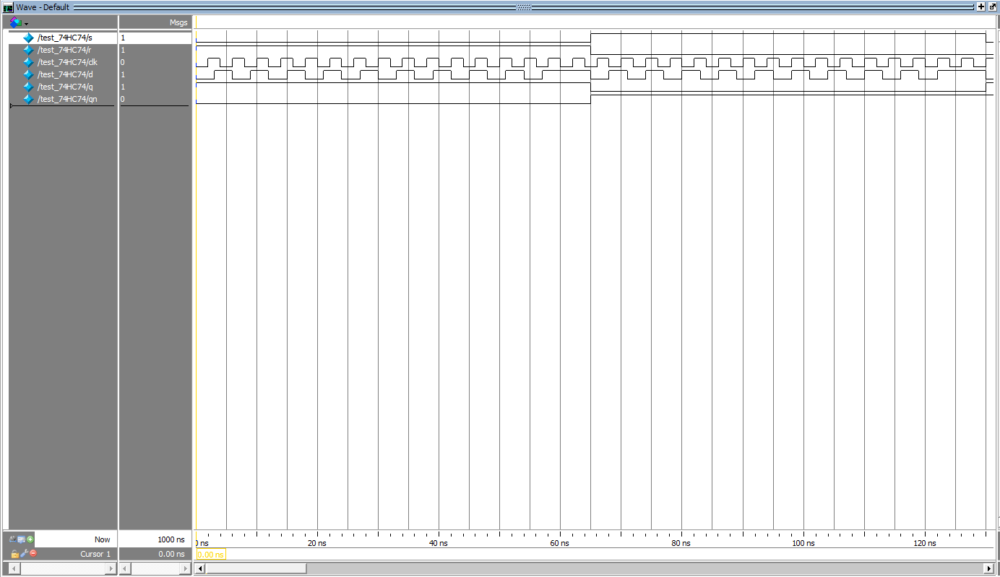 Wave - Default
Msgs
/test_74HC74/s 1
/test_74HC74/r 1
/test_74HC74/clk 0
/test_74HC74/d 1
/test_74HC74/q 1
/test_74HC74/qn 0
Now 1000 ns
ns 20 ns 40 ns 60 ns 80 ns 100 ns 120 ns
Cursor 1 0.00 ns 0.00 ns